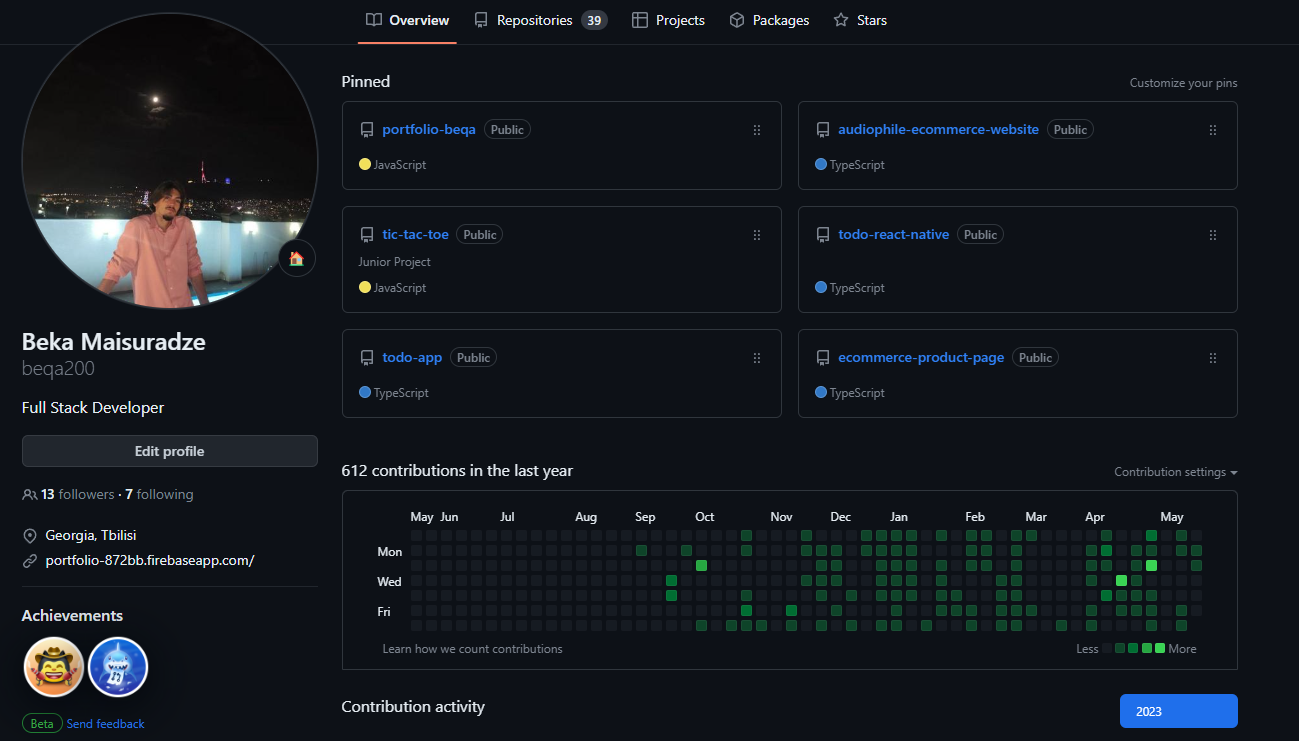 Overview Repositories 39 Projects Packages Stars
Beka Maisuradze
beqa200
Full Stack Developer
Edit profile
13 followers · 7 following
Georgia, Tbilisi
portfolio-872bb.firebaseapp.com/
Achievements
Beta Send feedback
Pinned
Customize your pins
portfolio-beqa Public
JavaScript
audiophile-ecommerce-website Public
TypeScript
tic-tac-toe Public
Junior Project
JavaScript
todo-react-native Public
TypeScript
todo-app Public
TypeScript
ecommerce-product-page Public
TypeScript
612 contributions in the last year
Contribution settings
May Jun Jul Aug Sep Oct Nov Dec Jan Feb Mar Apr May
Mon
Wed
Fri
Learn how we count contributions
Less More
Contribution activity
2023